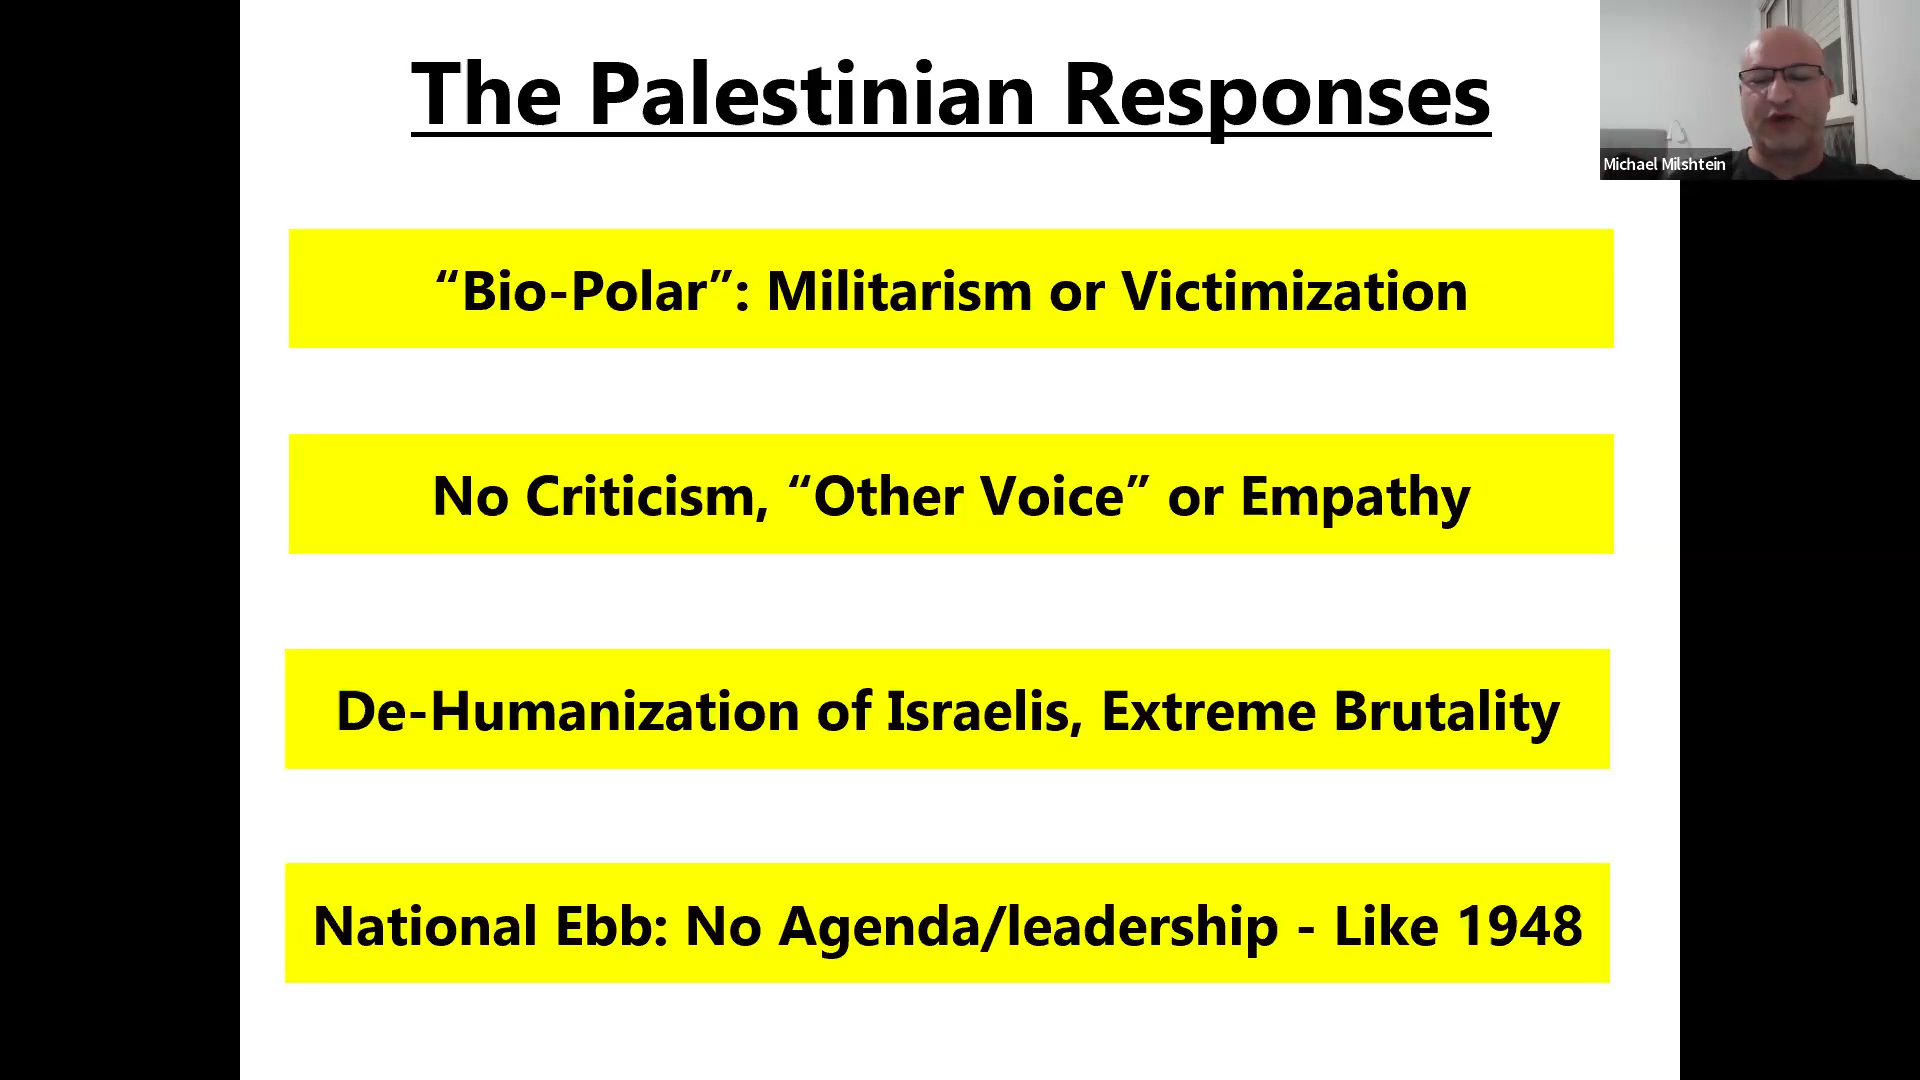 The Palestinian Responses
Michael Milshtein
“Bio-Polar”: Militarism or Victimization
No Criticism, “Other Voice” or Empathy
De-Humanization of Israelis, Extreme Brutality
National Ebb: No Agenda/leadership - Like 1948